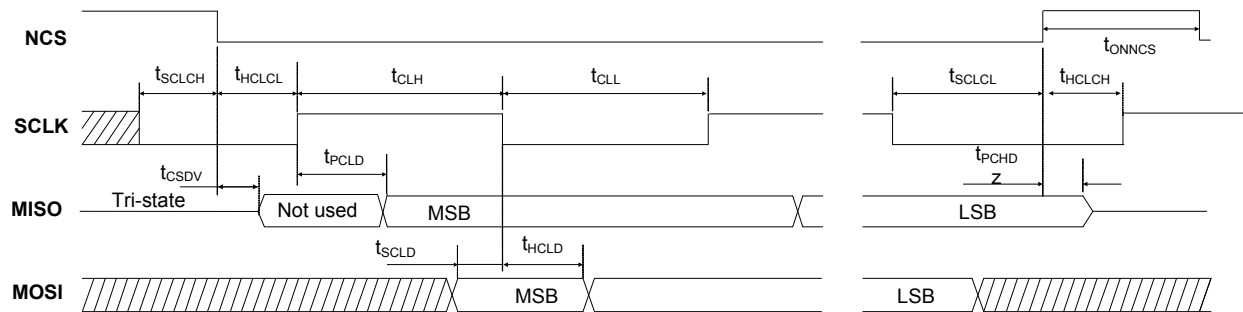 NCS
tONNCS
tSCLCH tHCLCL tCLH tCLL tSCLCL tHCLCH
SCLK
tCSDV tPCLD tPCHD
z
MISO Tri-state Not used MSB LSB
tSCLD tHCLD
MOSI MSB LSB